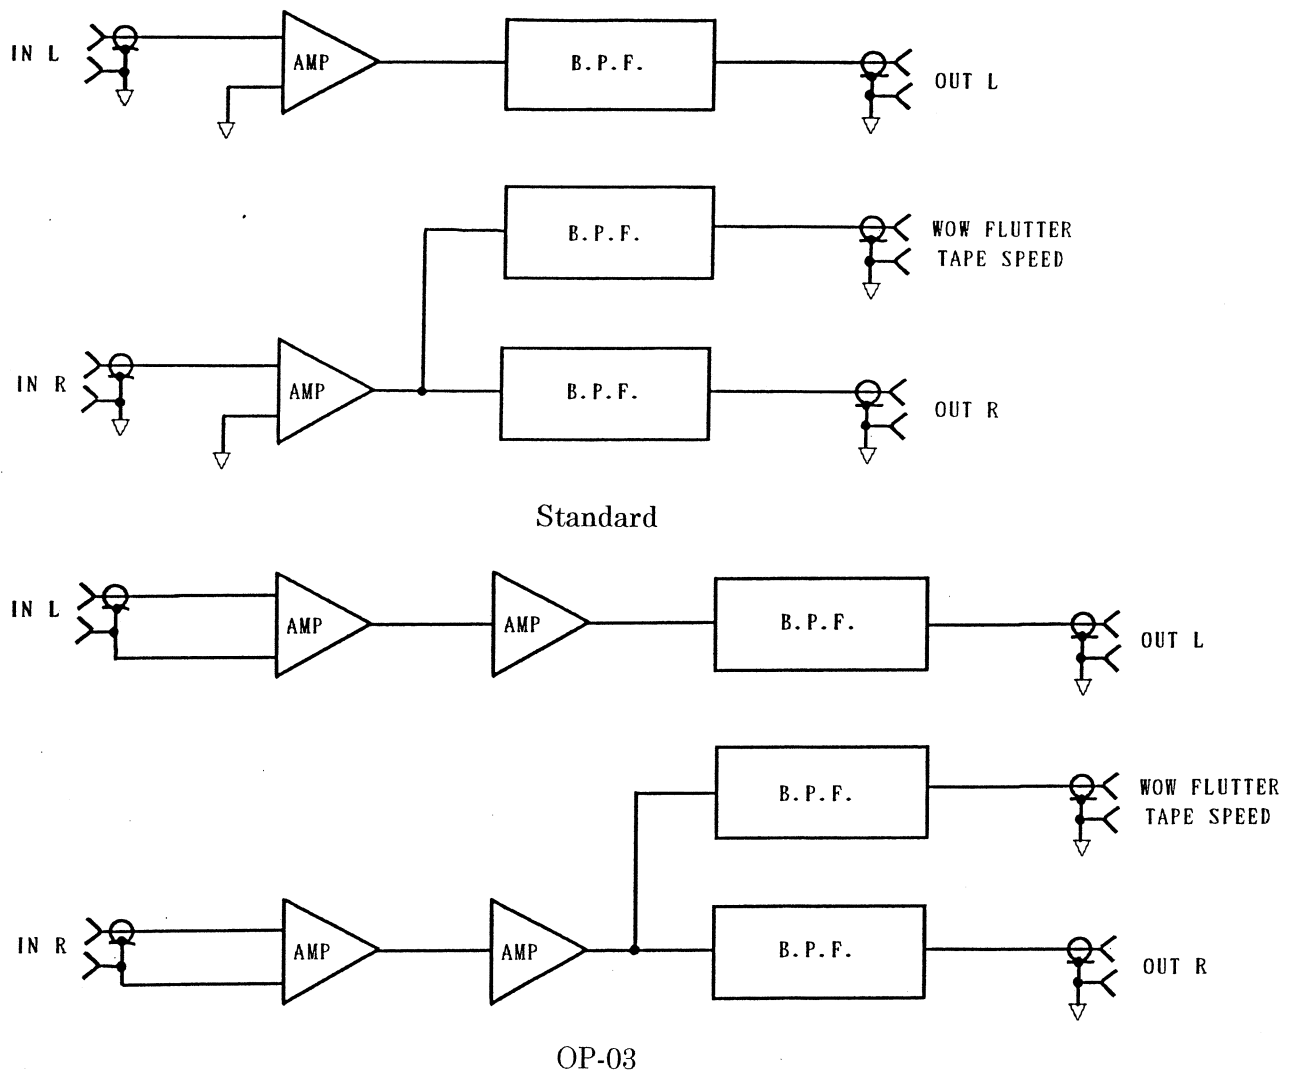 IN L
AMP
B.P.F.
OUT L
B.P.F.
WOW FLUTTER
TAPE SPEED
IN R
AMP
B.P.F.
OUT R
Standard
IN L
AMP
AMP
B.P.F.
OUT L
B.P.F.
WOW FLUTTER
TAPE SPEED
IN R
AMP
AMP
B.P.F.
OUT R
OP-03